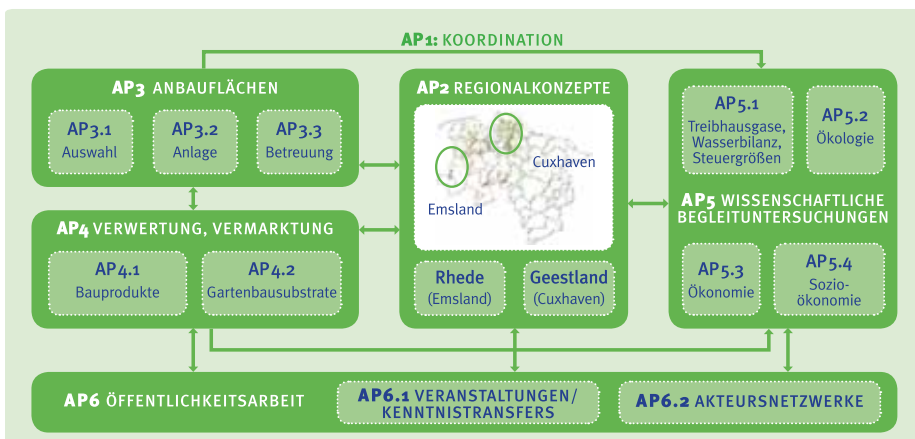 AP1: KOORDINATION
AP3 ANBAUFLÄCHEN
AP3.1
Auswahl
AP3.2
Anlage
AP3.3
Betreuung
AP4 VERWERTUNG, VERMARKTUNG
AP4.1
Bauprodukte
AP4.2
Gartenbausubstrate
AP2 REGIONALKONZEPTE
Cuxhaven
Emsland
Rhede
(Emsland)
Geestland
(Cuxhaven)
AP5.1
Treibhausgase,
Wasserbilanz,
Steuergrößen
AP5.2
Ökologie
AP5 WISSENSCHAFTLICHE
BEGLEITUNTERSUCHUNGEN
AP5.3
Ökonomie
AP5.4
Sozio-
ökonomie
AP6 ÖFFENTLICHKEITSARBEIT
AP6.1 VERANSTALTUNGEN/
KENNTNISTRANSFERS
AP6.2 AKTEURSNETZWERKE